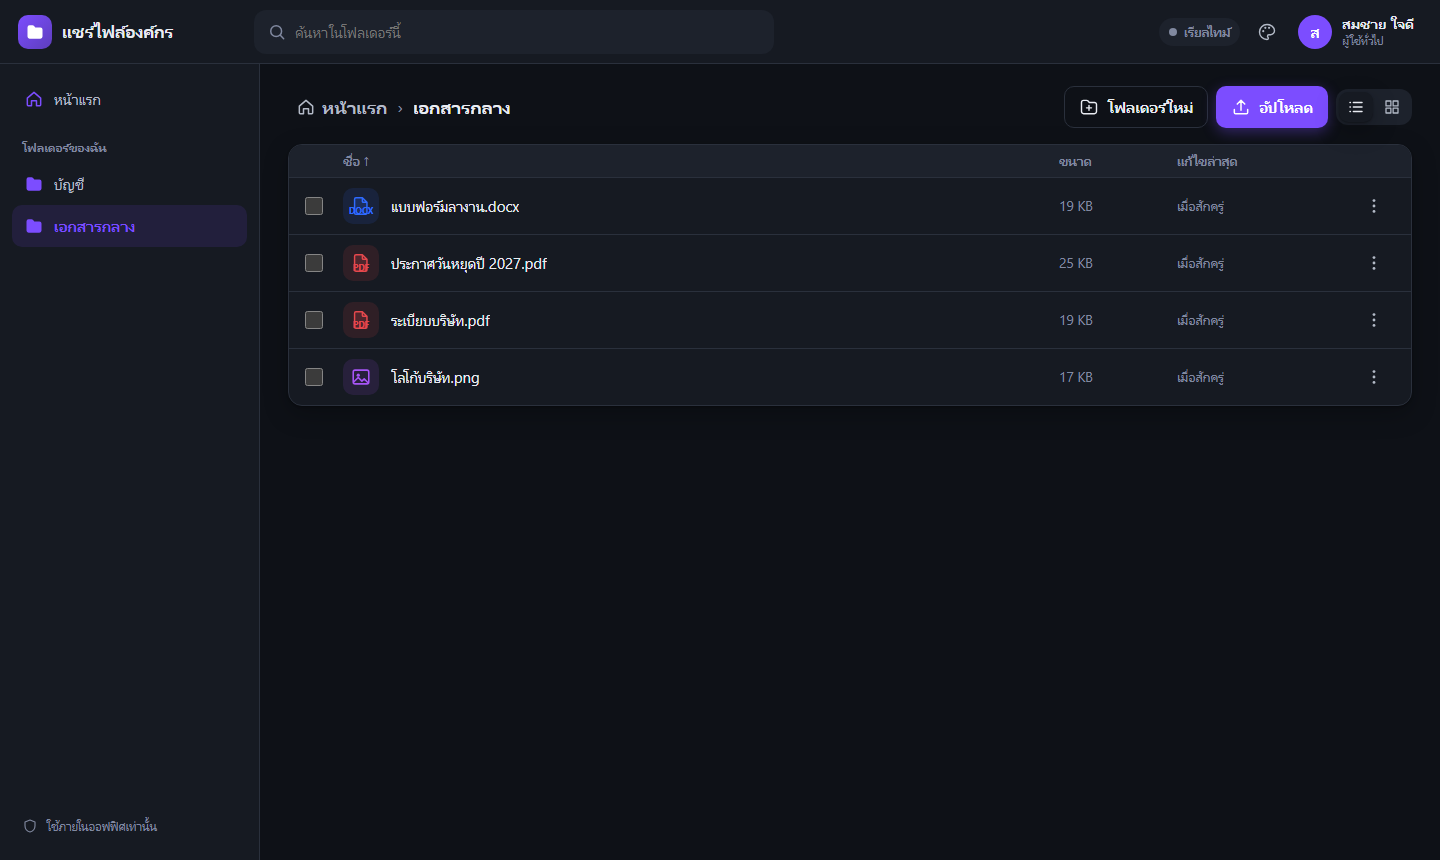 แชร์ไฟล์องค์กร
ค้นหาในโฟลเดอร์นี้
เรียลไทม์
ส
สมชาย ใจดี
ผู้ใช้ทั่วไป
หน้าแรก
โฟลเดอร์ของฉัน
บัญชี
เอกสารกลาง
ใช้ภายในออฟฟิศเท่านั้น
หน้าแรก › เอกสารกลาง
โฟลเดอร์ใหม่
อัปโหลด
ชื่อ ↑ ขนาด แก้ไขล่าสุด
DOCX แบบฟอร์มลางาน.docx 19 KB เมื่อสักครู่
PDF ประกาศวันหยุดปี 2027.pdf 25 KB เมื่อสักครู่
PDF ระเบียบบริษัท.pdf 19 KB เมื่อสักครู่
โลโก้บริษัท.png 17 KB เมื่อสักครู่